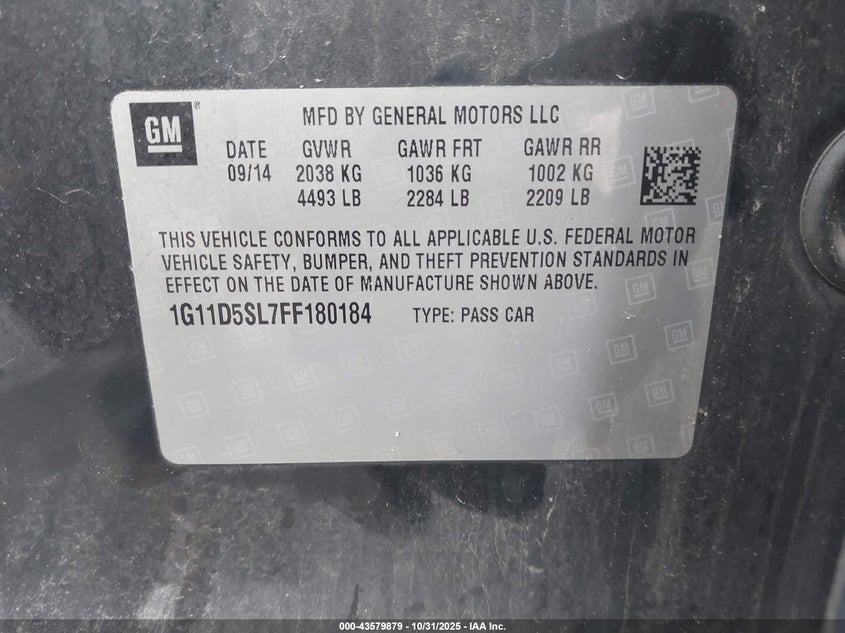 GM
MFD BY GENERAL MOTORS LLC
DATE GVWR GAWR FRT GAWR RR
09/14 2038 KG 1036 KG 1002 KG
4493 LB 2284 LB 2209 LB
THIS VEHICLE CONFORMS TO ALL APPLICABLE U.S. FEDERAL MOTOR
VEHICLE SAFETY, BUMPER, AND THEFT PREVENTION STANDARDS IN
EFFECT ON THE DATE OF MANUFACTURE SHOWN ABOVE.
1G11D5SL7FF180184 TYPE: PASS CAR
000-43579879 - 10/31/2025 - IAA Inc.